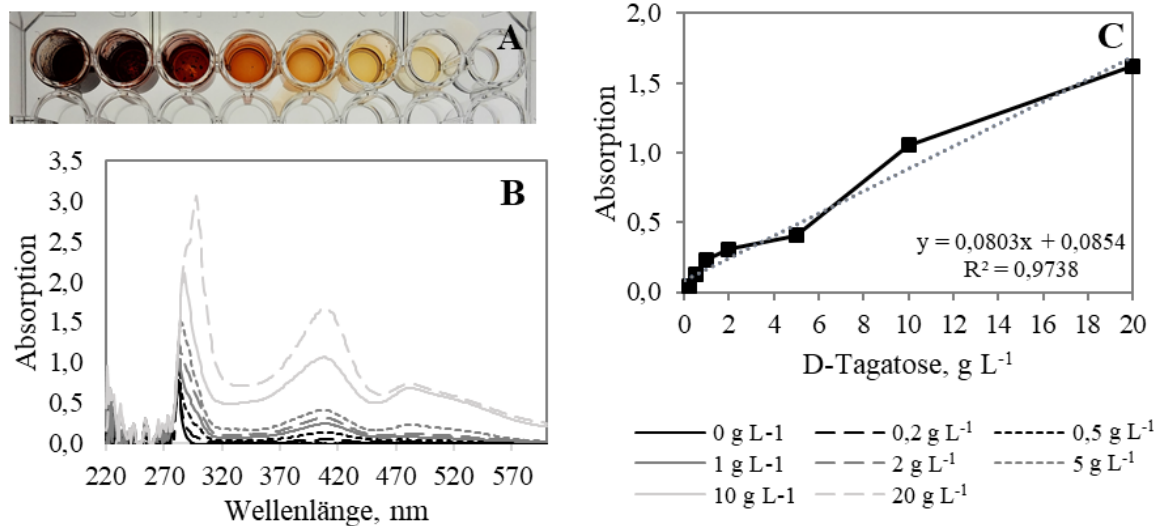 A
B
3,5
3,0
2,5
2,0
1,5
1,0
0,5
0,0
Absorption
220 270 320 370 420 470 520 570
Wellenlänge, nm
C
2,0
1,5
1,0
0,5
0,0
Absorption
y = 0,0803x + 0,0854
R² = 0,9738
0 2 4 6 8 10 12 14 16 18 20
D-Tagatose, g L⁻¹
0 g L-1 0,2 g L⁻¹ 0,5 g L⁻¹
1 g L-1 2 g L⁻¹ 5 g L⁻¹
10 g L-1 20 g L⁻¹